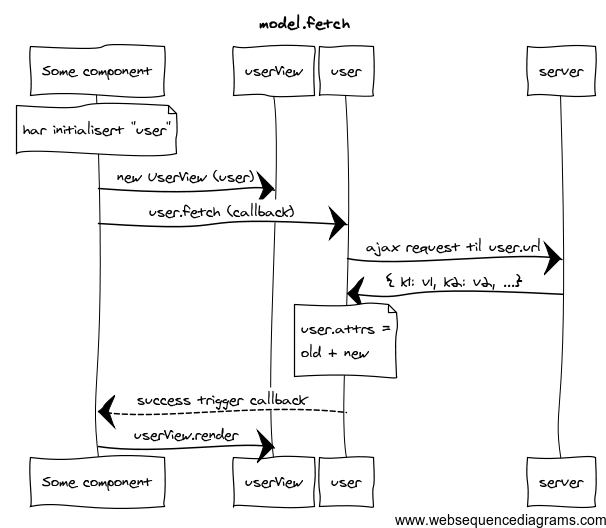 model.fetch
Some component
userView
user
server
har initialisert "user"
new UserView (user)
user.fetch (callback)
ajax request til user.url
{ k1: v1, k2: v2, ...}
user.attrs =
old + new
success trigger callback
userView.render
Some component
userView
user
server
www.websequencediagrams.com